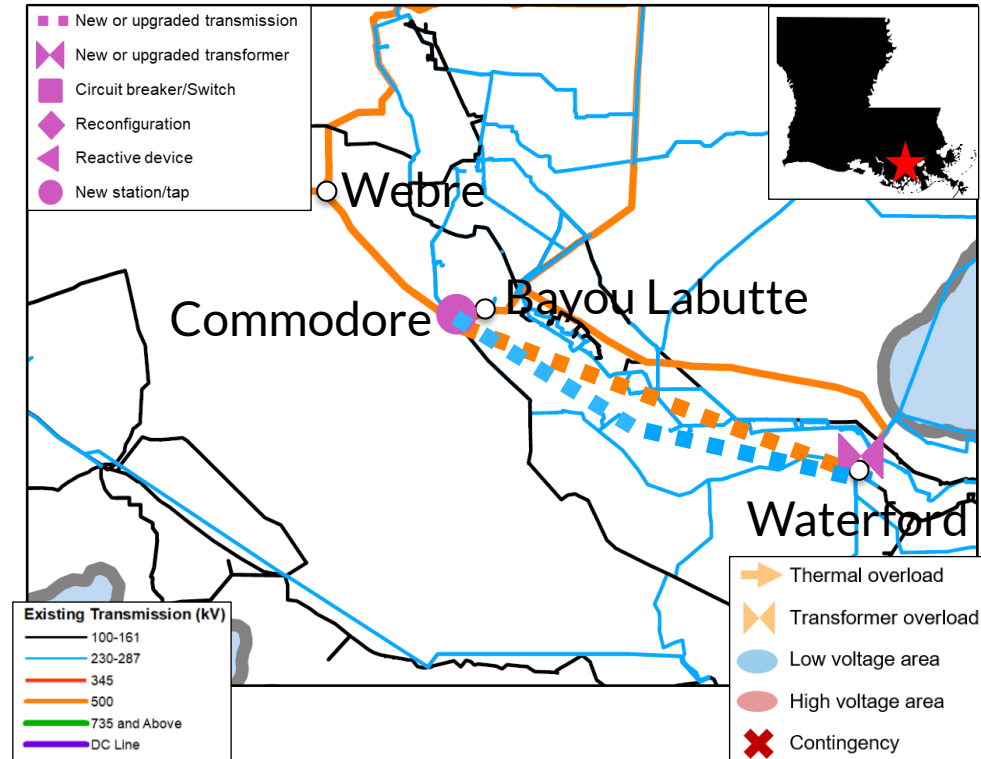 New or upgraded transmission
New or upgraded transformer
Circuit breaker/Switch
Reconfiguration
Reactive device
New station/tap
Webre
Bayou Labutte
Commodore
Waterford
Existing Transmission (kV)
100-161
230-287
345
500
735 and Above
DC Line
Thermal overload
Transformer overload
Low voltage area
High voltage area
Contingency